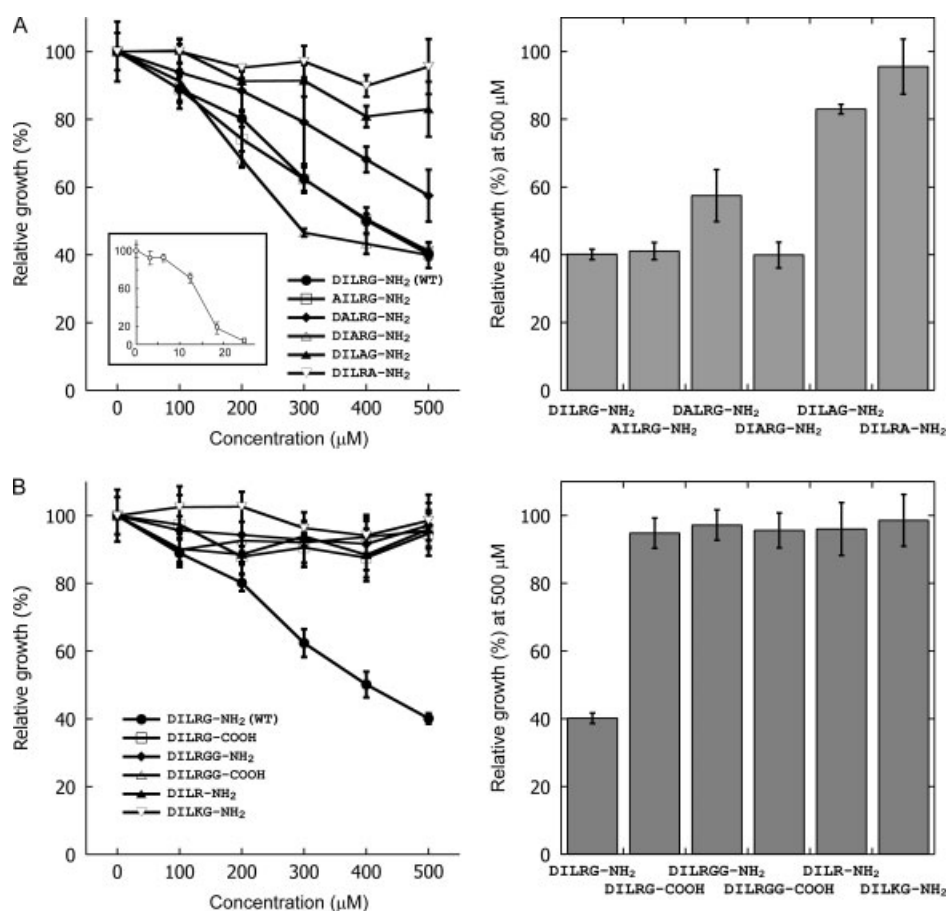 A
Relative growth (%)
100
80
60
40
20
0
100
80
60
40
20
0
0
10
20
DILRG-NH₂(WT)
AILRG-NH₂
DALRG-NH₂
DIARG-NH₂
DILAG-NH₂
DILRA-NH₂
0 100 200 300 400 500
Concentration (μM)
Relative growth (%) at 500 μM
100
80
60
40
20
0
DILRG-NH₂ DALRG-NH₂ DILAG-NH₂
AILRG-NH₂ DIARG-NH₂ DILRA-NH₂
B
Relative growth (%)
100
80
60
40
20
0
DILRG-NH₂(WT)
DILRG-COOH
DILRGG-NH₂
DILRGG-COOH
DILR-NH₂
DILKG-NH₂
0 100 200 300 400 500
Concentration (μM)
Relative growth (%) at 500 μM
100
80
60
40
20
0
DILRG-NH₂ DILRGG-NH₂ DILR-NH₂
DILRG-COOH DILRGG-COOH DILKG-NH₂